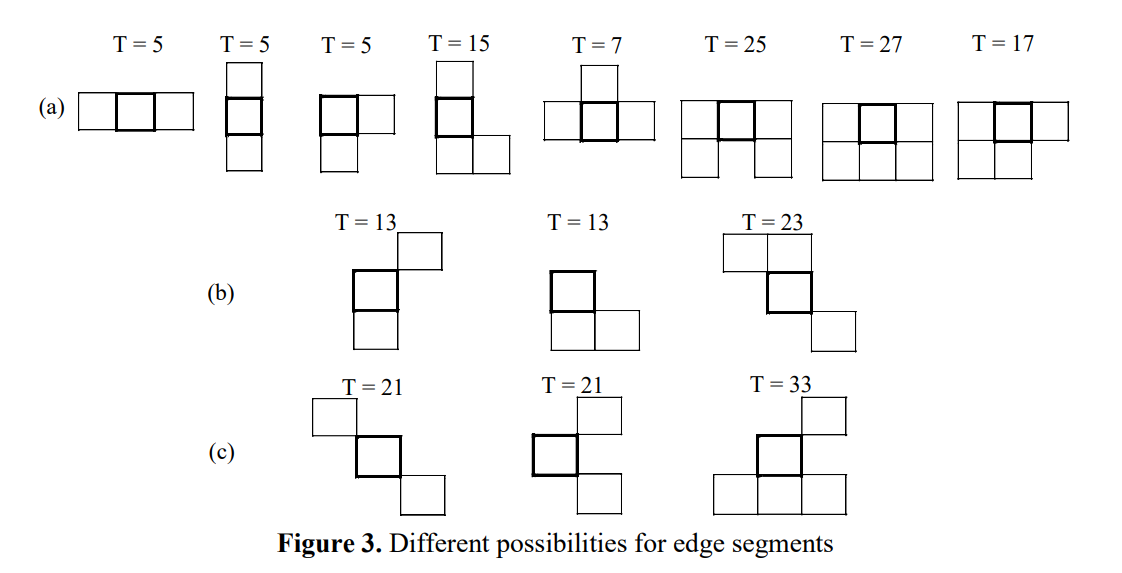 T = 5 T = 5 T = 5 T = 15 T = 7 T = 25 T = 27 T = 17
(a)
T = 13 T = 13 T = 23
(b)
T = 21 T = 21 T = 33
(c)
Figure 3. Different possibilities for edge segments